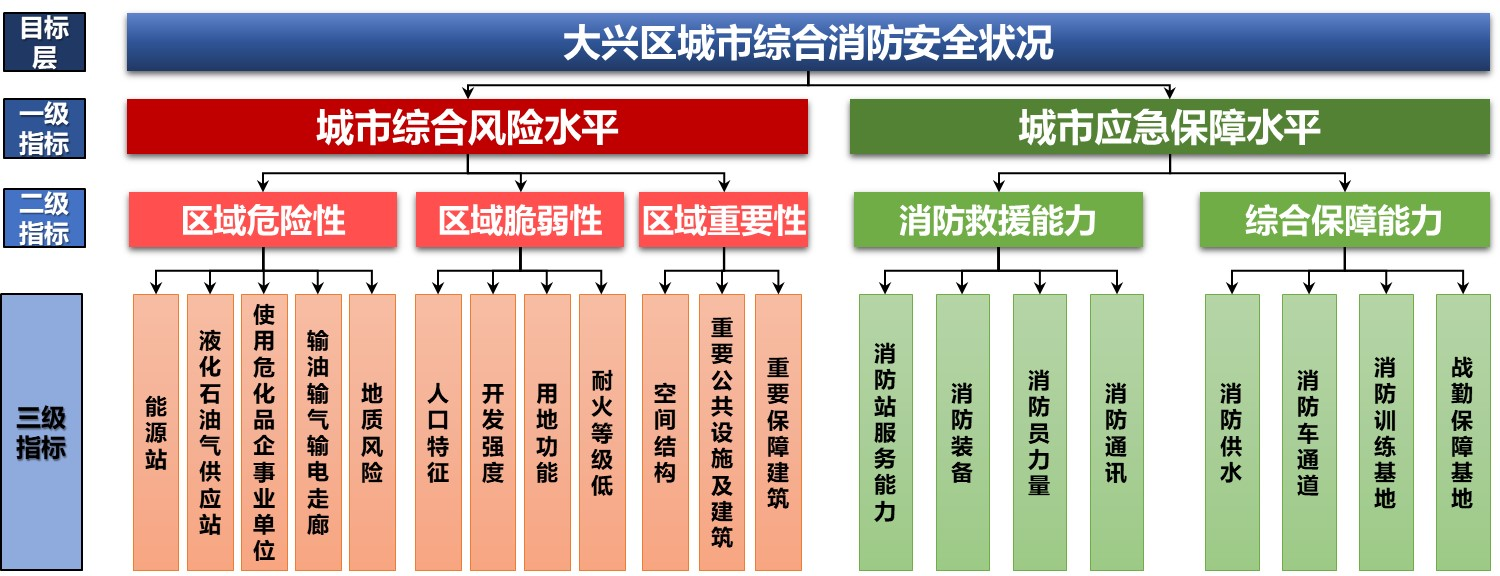 目标
层
大兴区城市综合消防安全状况
一级
指标
城市综合风险水平
城市应急保障水平
二级
指标
区域危险性
区域脆弱性
区域重要性
消防救援能力
综合保障能力
三级
指标
能源站
液化石油气供应站
使用危化品企事业单位
输油输气输电走廊
地质风险
人口特征
开发强度
用地功能
耐火等级低
空间结构
重要公共设施及建筑
重要保障建筑
消防站服务能力
消防装备
消防员力量
消防通讯
消防供水
消防车通道
消防训练基地
战勤保障基地